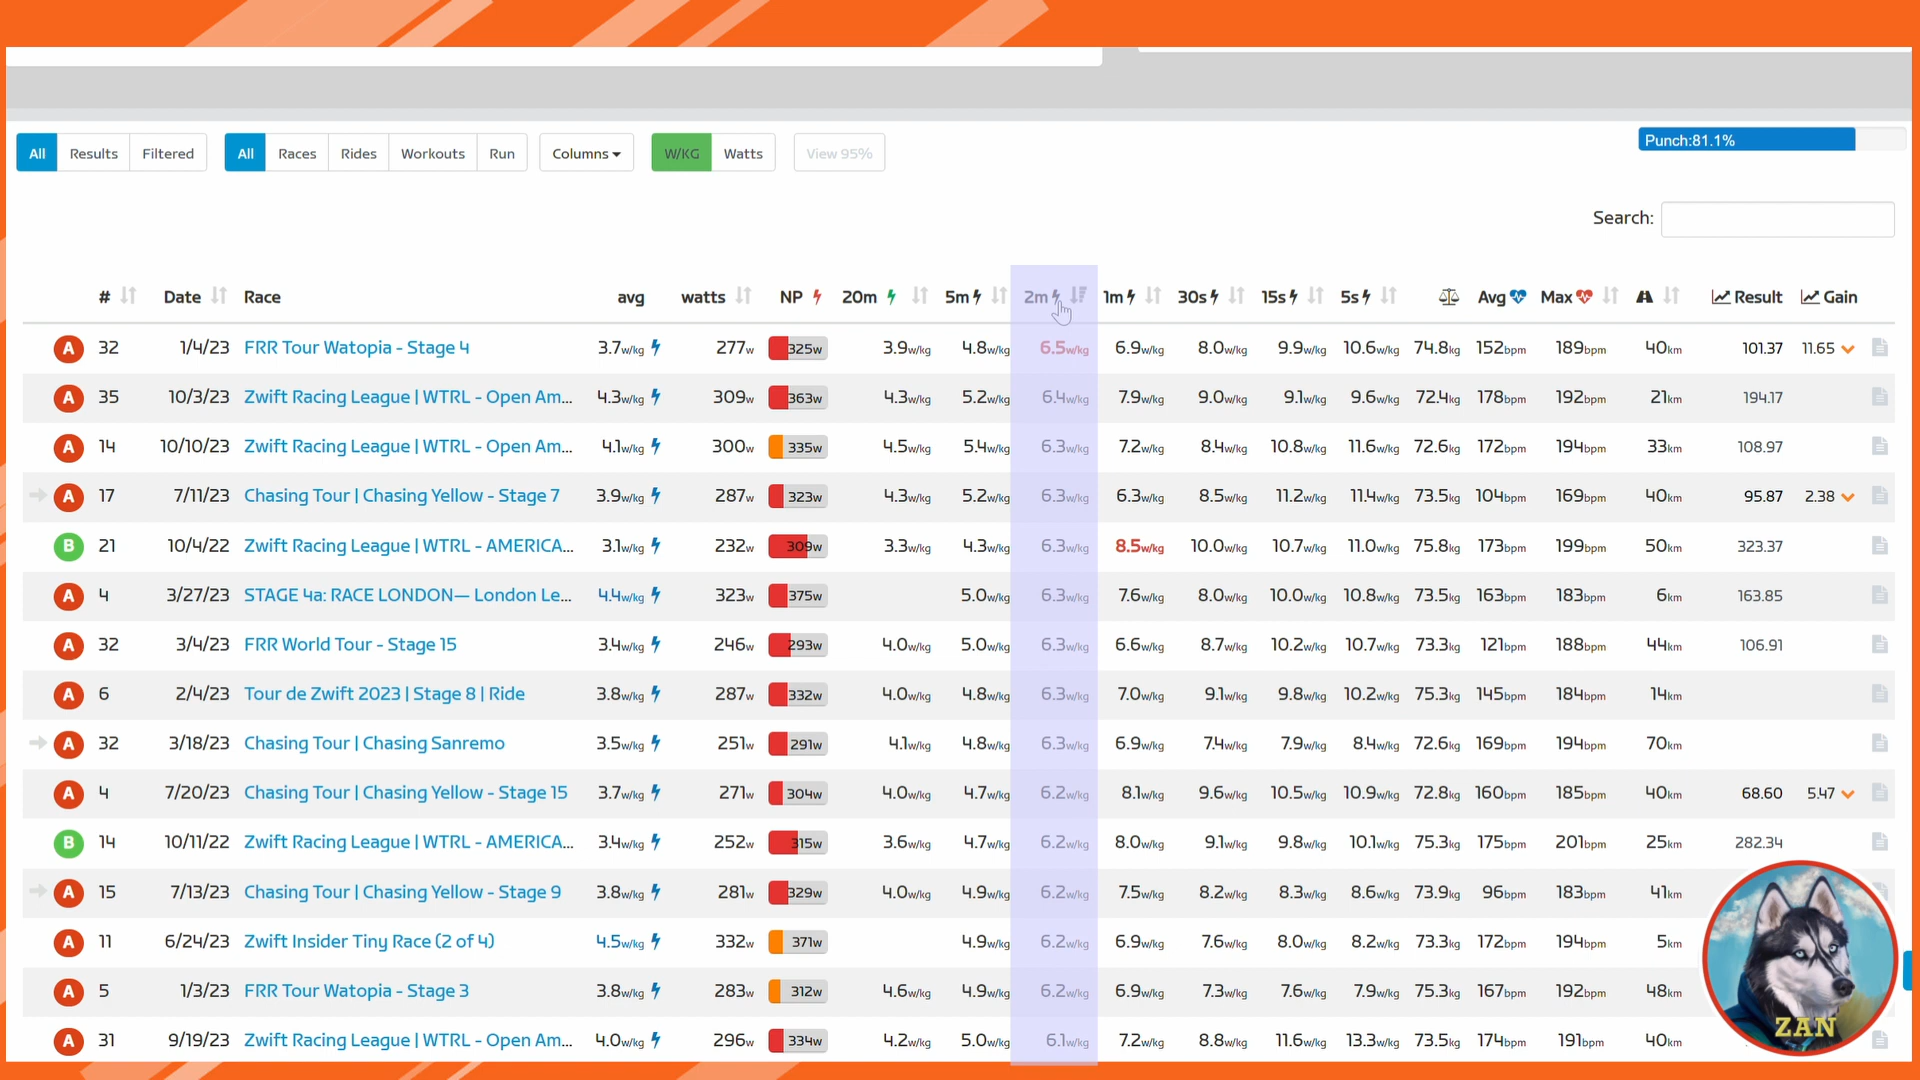 All Results Filtered All Races Rides Workouts Run Columns W/KG Watts View 95% Punch:81.1%
Search:
# Date Race avg watts NP 20m 5m 2m 1m 30s 15s 5s Avg Max Result Gain
A 32 1/4/23 FRR Tour Watopia - Stage 4 3.7w/kg 277w 325w 3.9w/kg 4.8w/kg 6.5w/kg 6.9w/kg 8.0w/kg 9.9w/kg 10.6w/kg 74.8kg 152bpm 189bpm 40km 101.37 11.65
A 35 10/3/23 Zwift Racing League | WTRL - Open Am... 4.3w/kg 309w 363w 4.3w/kg 5.2w/kg 6.4w/kg 7.9w/kg 9.0w/kg 9.1w/kg 9.6w/kg 72.4kg 178bpm 192bpm 21km 194.17
A 14 10/10/23 Zwift Racing League | WTRL - Open Am... 4.1w/kg 300w 335w 4.5w/kg 5.4w/kg 6.3w/kg 7.2w/kg 8.4w/kg 10.8w/kg 11.6w/kg 72.6kg 172bpm 194bpm 33km 108.97
A 17 7/11/23 Chasing Tour | Chasing Yellow - Stage 7 3.9w/kg 287w 323w 4.3w/kg 5.2w/kg 6.3w/kg 6.3w/kg 8.5w/kg 11.2w/kg 11.4w/kg 73.5kg 104bpm 169bpm 40km 95.87 2.38
B 21 10/4/22 Zwift Racing League | WTRL - AMERICA... 3.1w/kg 232w 309w 3.3w/kg 4.3w/kg 6.3w/kg 8.5w/kg 10.0w/kg 10.7w/kg 11.0w/kg 75.8kg 173bpm 199bpm 50km 323.37
A 4 3/27/23 STAGE 4a: RACE LONDON— London Le... 4.4w/kg 323w 375w 5.0w/kg 6.3w/kg 7.6w/kg 8.0w/kg 10.0w/kg 10.8w/kg 73.5kg 163bpm 183bpm 6km 163.85
A 32 3/4/23 FRR World Tour - Stage 15 3.4w/kg 246w 293w 4.0w/kg 5.0w/kg 6.3w/kg 6.6w/kg 8.7w/kg 10.2w/kg 10.7w/kg 73.3kg 121bpm 188bpm 44km 106.91
A 6 2/4/23 Tour de Zwift 2023 | Stage 8 | Ride 3.8w/kg 287w 332w 4.0w/kg 4.8w/kg 6.3w/kg 7.0w/kg 9.1w/kg 9.8w/kg 10.2w/kg 75.3kg 145bpm 184bpm 14km
A 32 3/18/23 Chasing Tour | Chasing Sanremo 3.5w/kg 251w 291w 4.1w/kg 4.8w/kg 6.3w/kg 6.9w/kg 7.4w/kg 7.9w/kg 8.4w/kg 72.6kg 169bpm 194bpm 70km
A 4 7/20/23 Chasing Tour | Chasing Yellow - Stage 15 3.7w/kg 271w 304w 4.0w/kg 4.7w/kg 6.2w/kg 8.1w/kg 9.6w/kg 10.5w/kg 10.9w/kg 72.8kg 160bpm 185bpm 40km 68.60 5.47
B 14 10/11/22 Zwift Racing League | WTRL - AMERICA... 3.4w/kg 252w 315w 3.6w/kg 4.7w/kg 6.2w/kg 8.0w/kg 9.1w/kg 9.8w/kg 10.1w/kg 75.3kg 175bpm 201bpm 25km 282.34
A 15 7/13/23 Chasing Tour | Chasing Yellow - Stage 9 3.8w/kg 281w 329w 4.0w/kg 4.9w/kg 6.2w/kg 7.5w/kg 8.2w/kg 8.3w/kg 8.6w/kg 73.9kg 96bpm 183bpm 41km
A 11 6/24/23 Zwift Insider Tiny Race (2 of 4) 4.5w/kg 332w 371w 4.9w/kg 6.2w/kg 6.9w/kg 7.6w/kg 8.0w/kg 8.2w/kg 73.3kg 172bpm 194bpm 5km
A 5 1/3/23 FRR Tour Watopia - Stage 3 3.8w/kg 283w 312w 4.6w/kg 4.9w/kg 6.2w/kg 6.9w/kg 7.3w/kg 7.6w/kg 7.9w/kg 75.3kg 167bpm 192bpm 48km
A 31 9/19/23 Zwift Racing League | WTRL - Open Am... 4.0w/kg 296w 334w 4.2w/kg 5.0w/kg 6.1w/kg 7.2w/kg 8.8w/kg 11.6w/kg 13.3w/kg 73.5kg 174bpm 191bpm 40km
ZAN